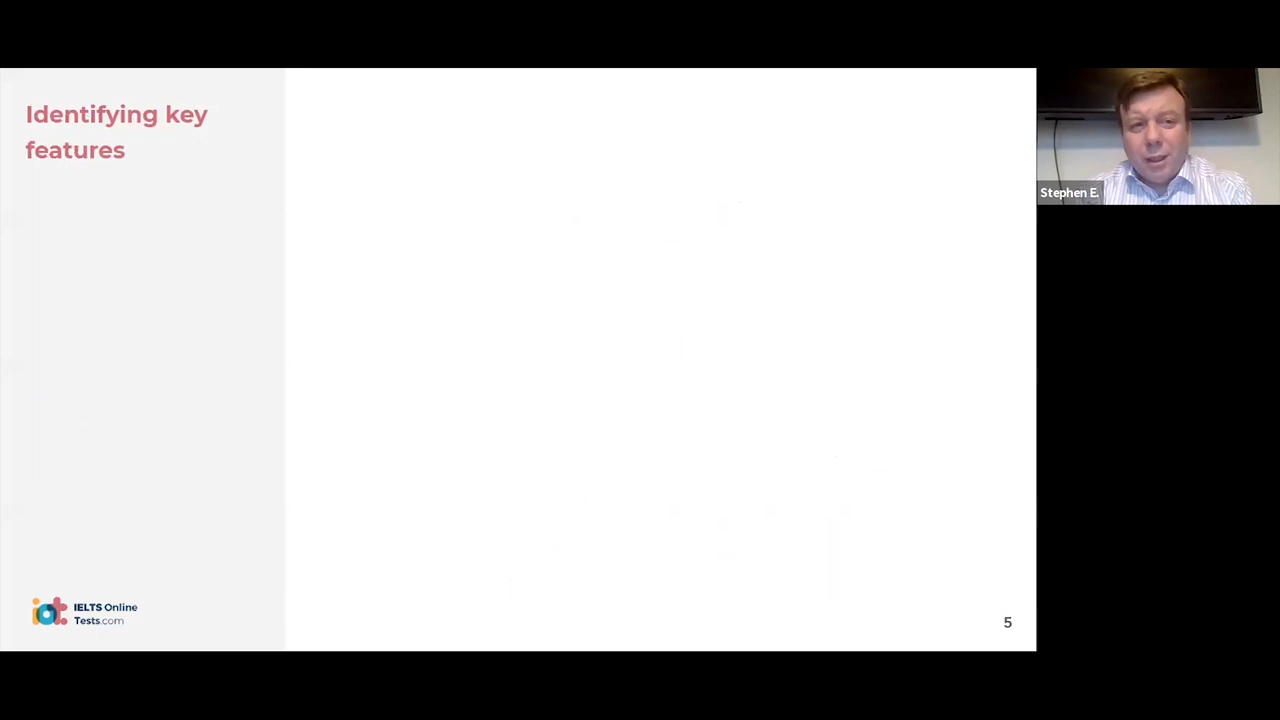 Identifying key
features
Stephen E.
IELTS Online
Tests.com
5